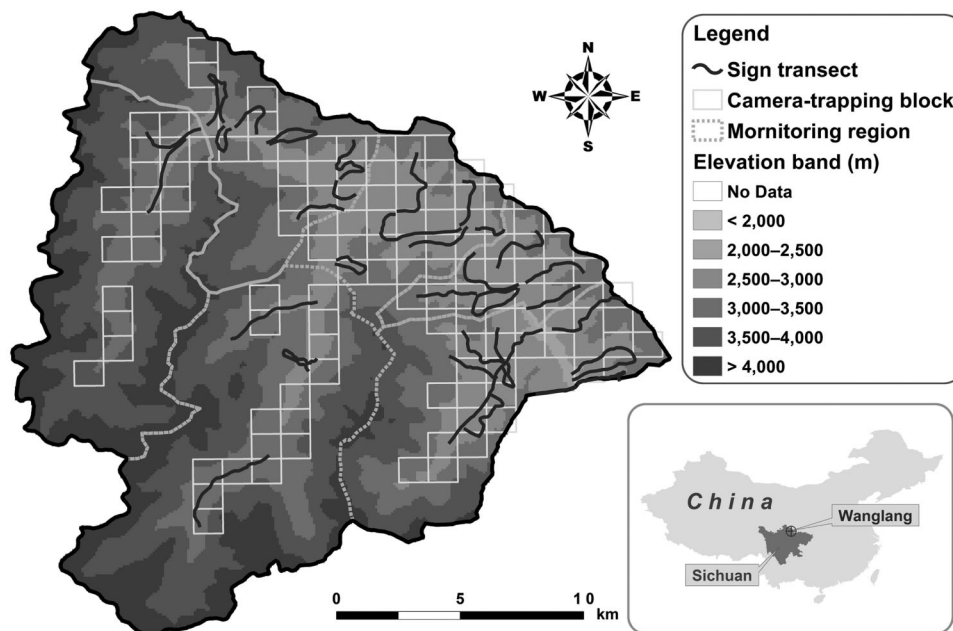 N
W E
S
Legend
Sign transect
Camera-trapping block
Mornitoring region
Elevation band (m)
No Data
< 2,000
2,000–2,500
2,500–3,000
3,000–3,500
3,500–4,000
> 4,000
0 5 10
km
China
Wanglang
Sichuan